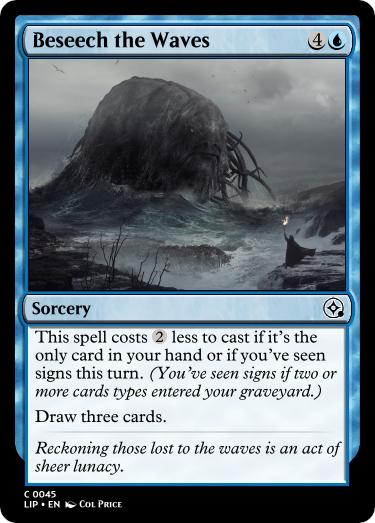 Beseech the Waves 4
Sorcery
This spell costs 2 less to cast if it's the
only card in your hand or if you've seen
signs this turn. (You've seen signs if two or
more cards types entered your graveyard.)
Draw three cards.
Reckoning those lost to the waves is an act of
sheer lunacy.
C 0045
LIP • EN Col Price